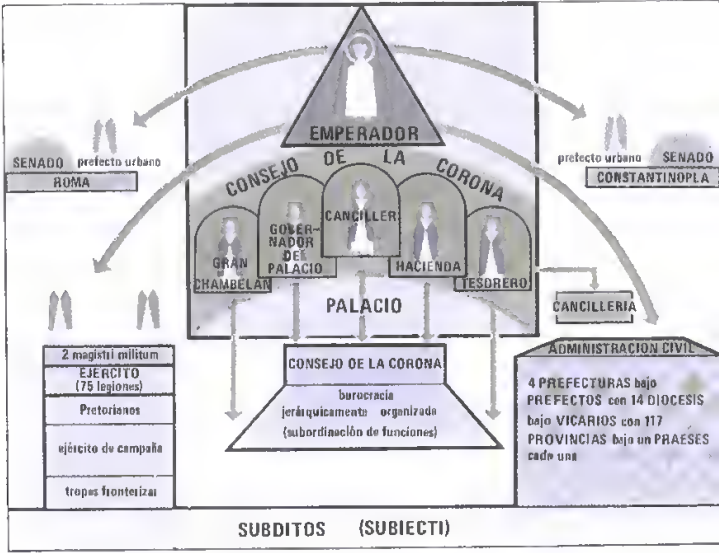 EMPERADOR
SENADO
prefecto urbano
ROMA
prefecto urbano
SENADO
CONSTANTINOPLA
CONSEJO DE LA CORONA
GRAN
CHAMBELAN
GOBER-
NADOR
DE
PALACIO
CANCILLER
HACIENDA
TESORERO
PALACIO
CANCILLERIA
2 magistri militum
EJERCITO
(75 legiones)
Pretorianos
ejército de campaña
tropas fronterizar
CONSEJO DE LA CORONA
burocracia
jerárquicamente organizada
(subordinación de funciones)
ADMINISTRACION CIVIL
4 PREFECTURAS bajo
PREFECTOS con 14 DIOCESIS
bajo VICARIOS con 117
PROVINCIAS bajo un PRAESES
cada una
SUBDITOS (SUBIECTI)